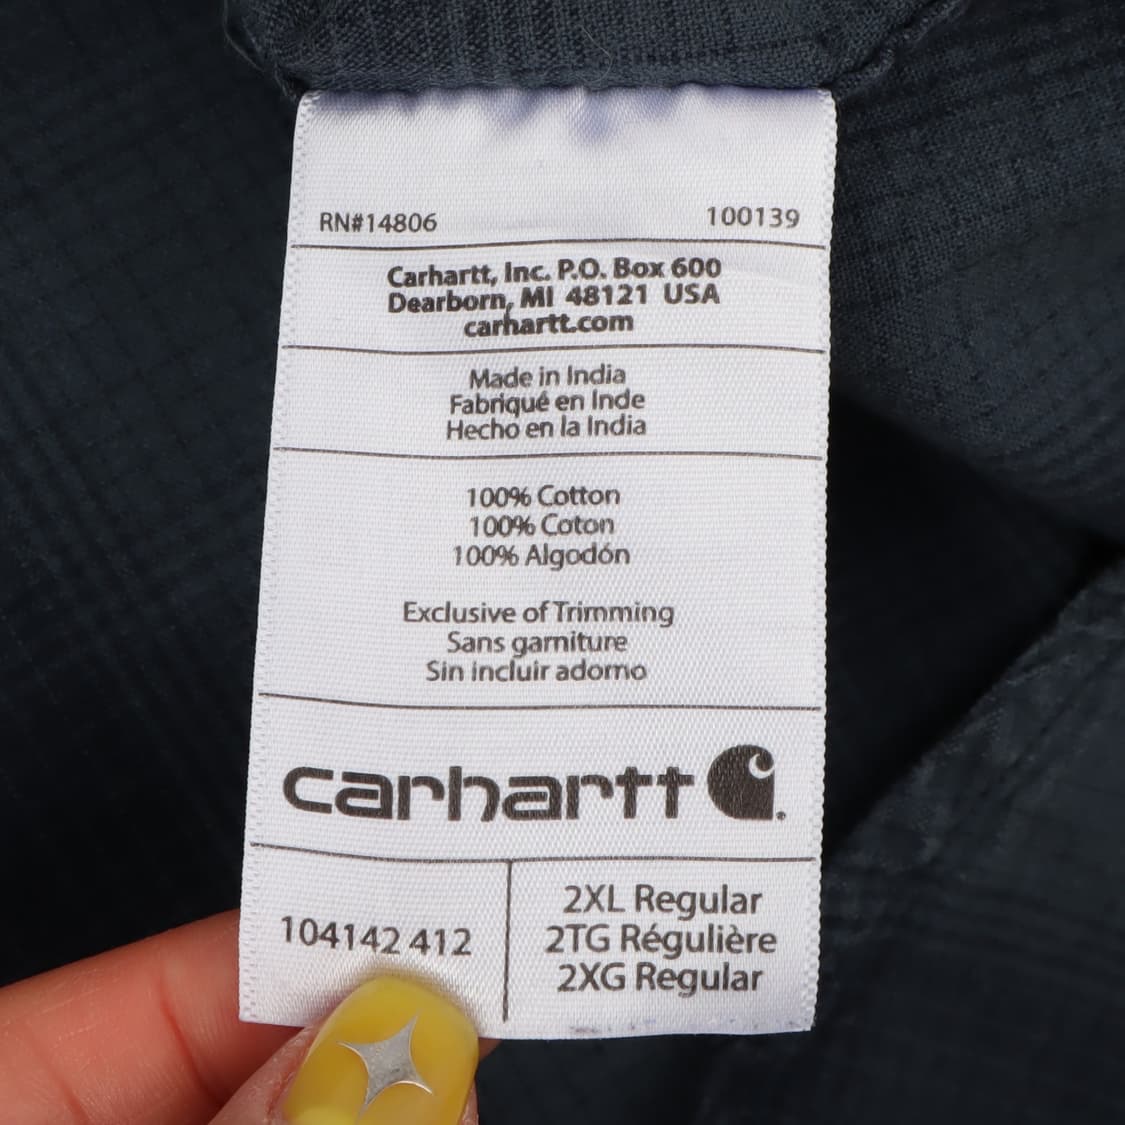 RN#14806 100139
Carhartt, Inc. P.O. Box 600
Dearborn, MI 48121 USA
carhartt.com
Made in India
Fabriqué en Inde
Hecho en la India
100% Cotton
100% Coton
100% Algodón
Exclusive of Trimming
Sans garniture
Sin incluir adorno
carhartt
104142 412
2XL Regular
2TG Régulière
2XG Regular